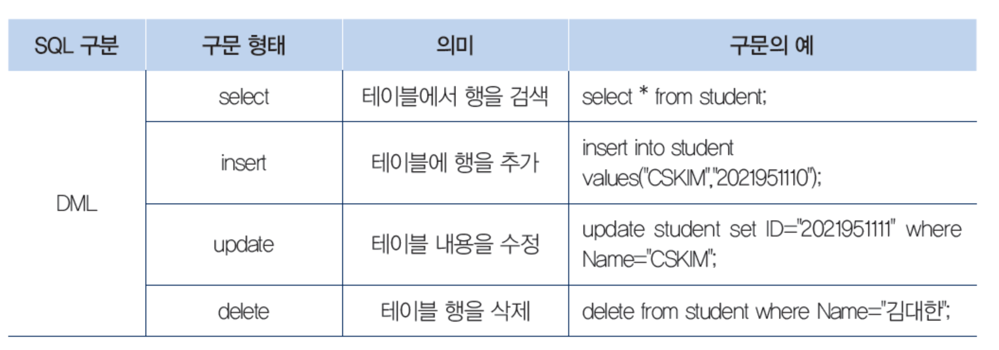 SQL 구분 구문 형태 의미 구문의 예
DML
select 테이블에서 행을 검색 select * from student;
insert 테이블에 행을 추가 insert into student
values("CSKIM","2021951110");
update 테이블 내용을 수정 update student set ID="2021951111" where
Name="CSKIM";
delete 테이블 행을 삭제 delete from student where Name="김대한";